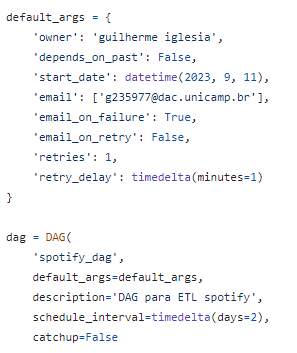 default_args = {
    'owner': 'guilherme iglesia',
    'depends_on_past': False,
    'start_date': datetime(2023, 9, 11),
    'email': ['g235977@dac.unicamp.br'],
    'email_on_failure': True,
    'email_on_retry': False,
    'retries': 1,
    'retry_delay': timedelta(minutes=1)
}
dag = DAG(
    'spotify_dag',
    default_args=default_args,
    description='DAG para ETL spotify',
    schedule_interval=timedelta(days=2),
    catchup=False